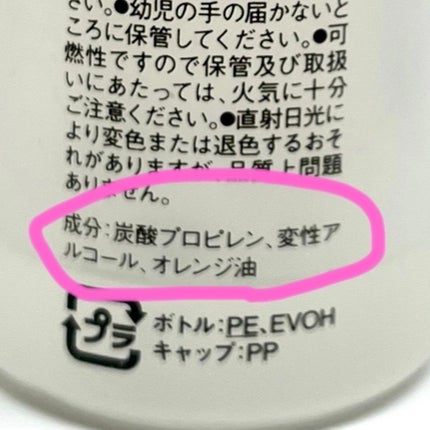 さい。●幼児の手の届かないと
ころに保管してください。●可
燃性ですので保管及び取扱
いにあたっては、火気に十分
ご注意ください。●直射日光に
より変色または退色するおそ
れがありますが、品質上問題
ありません。
成分:炭酸プロピレン、変性ア
ルコール、オレンジ油
プラ
ボトル:PE、EVOH
キャップ:PP